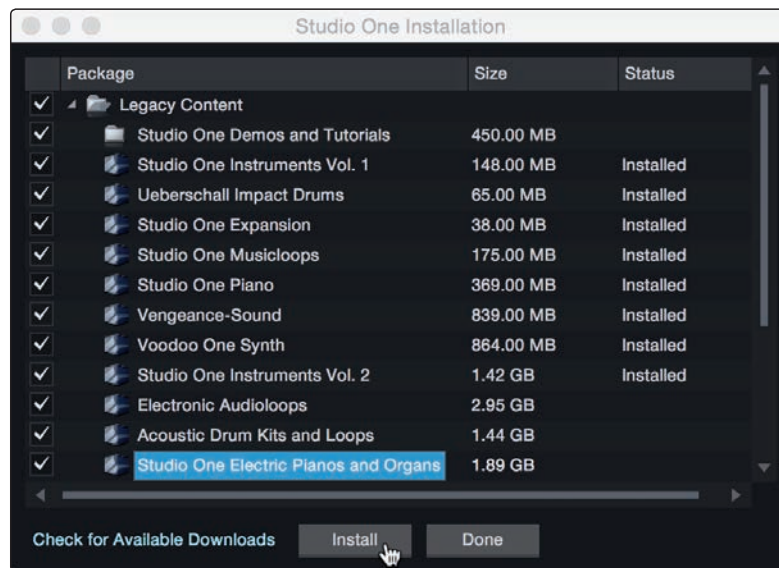 Studio One Installation
Package Size Status
Legacy Content
Studio One Demos and Tutorials 450.00 MB
Studio One Instruments Vol. 1 148.00 MB Installed
Ueberschall Impact Drums 65.00 MB Installed
Studio One Expansion 38.00 MB Installed
Studio One Musicloops 175.00 MB Installed
Studio One Piano 369.00 MB Installed
Vengeance-Sound 839.00 MB Installed
Voodoo One Synth 864.00 MB Installed
Studio One Instruments Vol. 2 1.42 GB Installed
Electronic Audioloops 2.95 GB
Acoustic Drum Kits and Loops 1.44 GB
Studio One Electric Pianos and Organs 1.89 GB
Check for Available Downloads Install Done